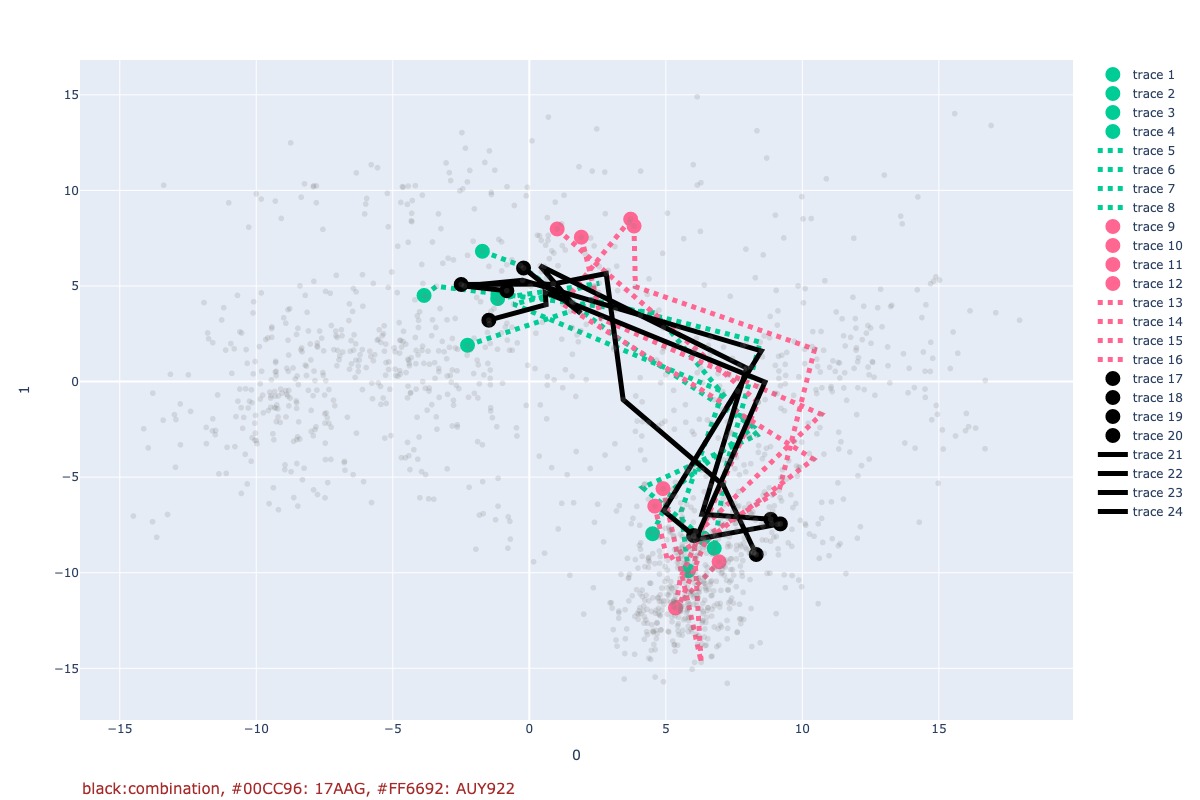 15
10
5
0
−5
−10
−15
1
−15
−10
−5
0
5
10
15
0
trace 1
trace 2
trace 3
trace 4
trace 5
trace 6
trace 7
trace 8
trace 9
trace 10
trace 11
trace 12
trace 13
trace 14
trace 15
trace 16
trace 17
trace 18
trace 19
trace 20
trace 21
trace 22
trace 23
trace 24
black:combination, #00CC96: 17AAG, #FF6692: AUY922